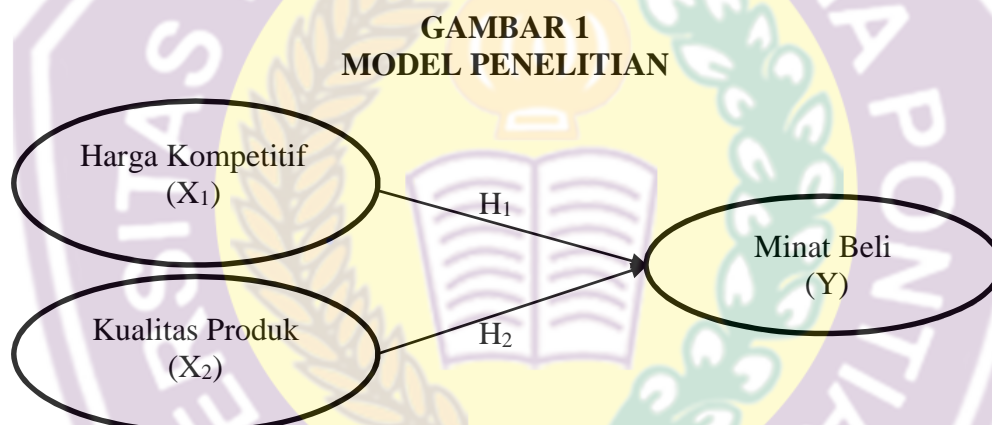 GAMBAR 1
MODEL PENELITIAN
Harga Kompetitif
(X₁)
H₁
Minat Beli
(Y)
Kualitas Produk
(X₂)
H₂